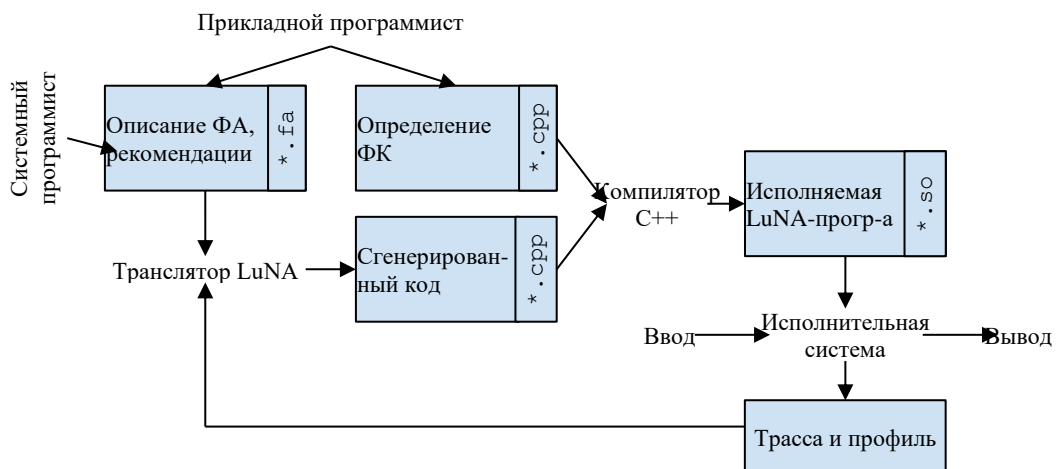 Прикладной программист
Системный
программист
Описание ФА,
рекомендации
*.fa
Определение
ФК
*.cpp
Компилятор
C++
Исполняемая
LuNA-прогр-а
*.so
Транслятор LuNA
Сгенерирован-
ный код
*.cpp
Ввод
Исполнительная
система
Вывод
Трасса и профиль